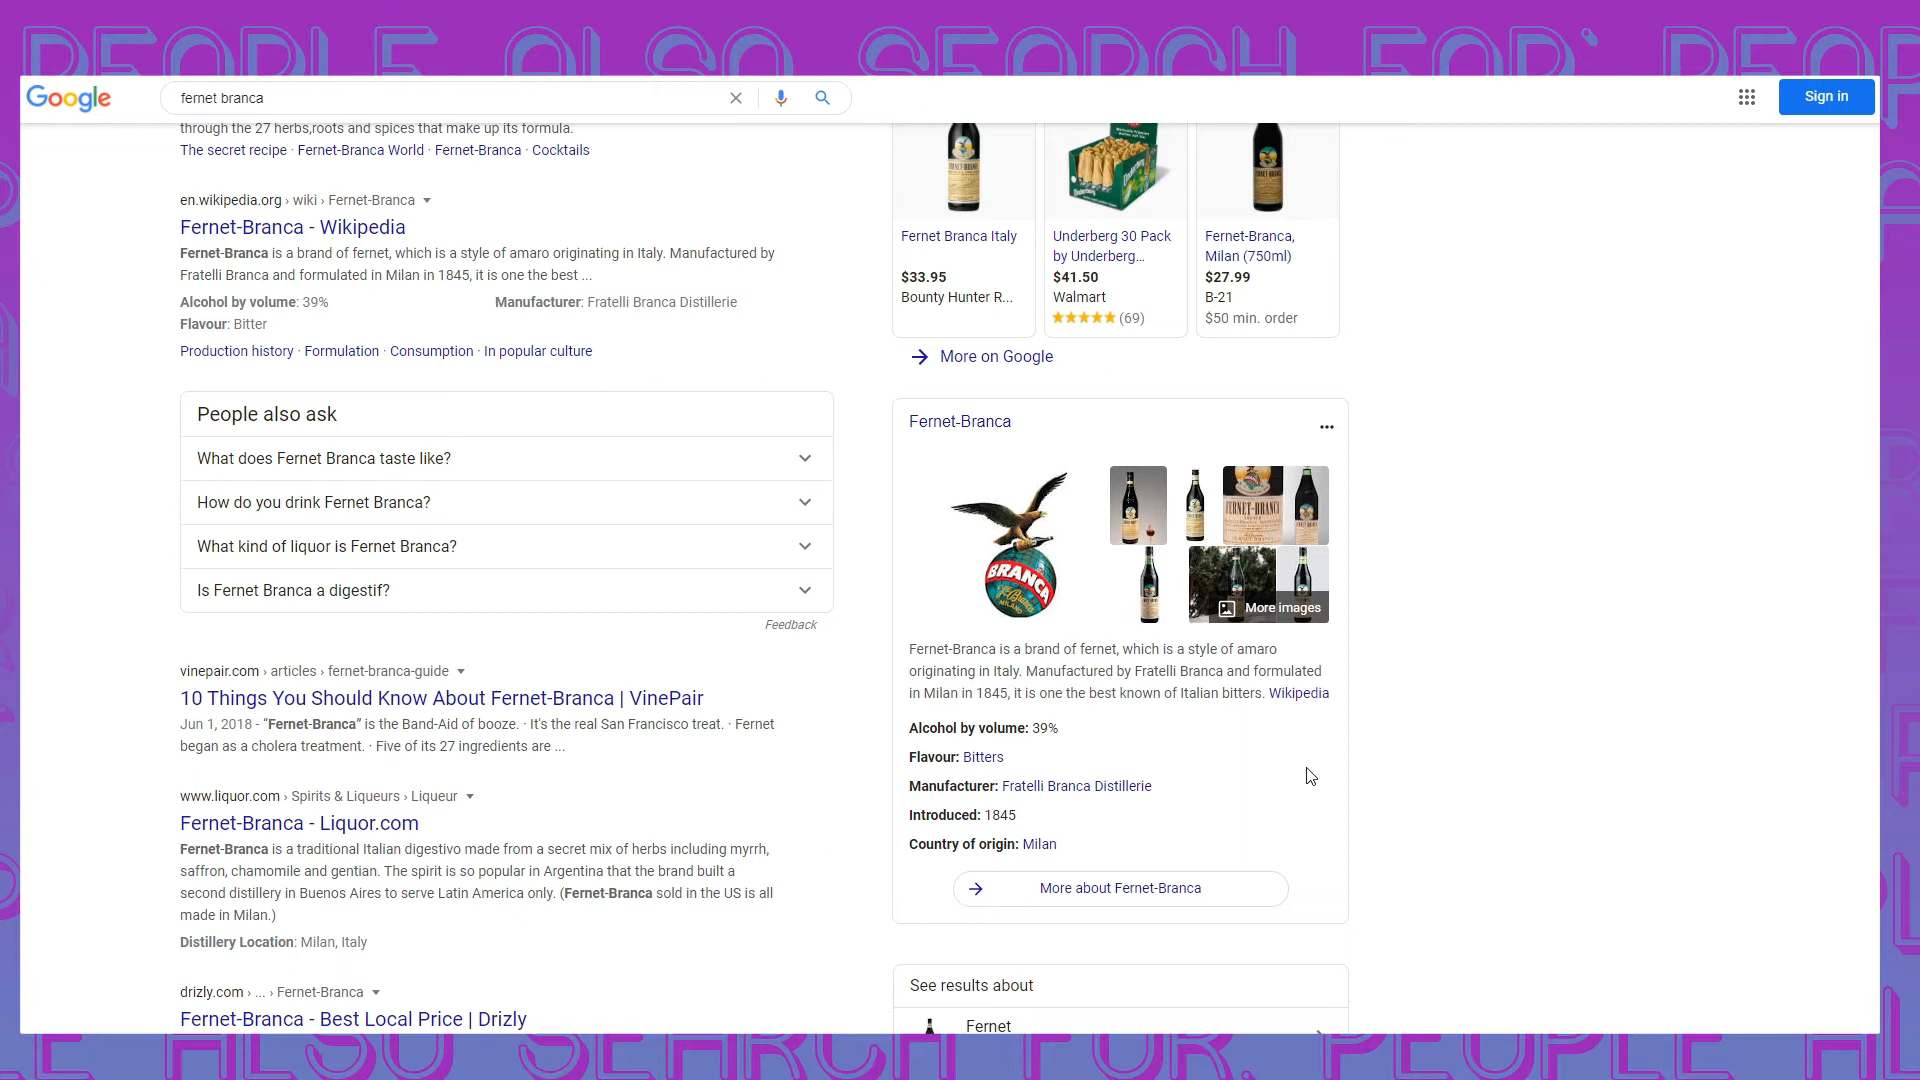 PEOPLE ALSO SEARCH FOR: PEOP
Google
fernet branca
Sign in
through the 27 herbs,roots and spices that make up its formula.
The secret recipe · Fernet-Branca World · Fernet-Branca · Cocktails
en.wikipedia.org › wiki › Fernet-Branca
Fernet-Branca - Wikipedia
Fernet-Branca is a brand of fernet, which is a style of amaro originating in Italy. Manufactured by
Fratelli Branca and formulated in Milan in 1845, it is one the best ...
Alcohol by volume: 39%
Manufacturer: Fratelli Branca Distillerie
Flavour: Bitter
Production history · Formulation · Consumption · In popular culture
People also ask
What does Fernet Branca taste like?
How do you drink Fernet Branca?
What kind of liquor is Fernet Branca?
Is Fernet Branca a digestif?
Feedback
vinepair.com › articles › fernet-branca-guide
10 Things You Should Know About Fernet-Branca | VinePair
Jun 1, 2018 - “Fernet-Branca” is the Band-Aid of booze. · It's the real San Francisco treat. · Fernet
began as a cholera treatment. · Five of its 27 ingredients are ...
www.liquor.com › Spirits & Liqueurs › Liqueur
Fernet-Branca - Liquor.com
Fernet-Branca is a traditional Italian digestivo made from a secret mix of herbs including myrrh,
saffron, chamomile and gentian. The spirit is so popular in Argentina that the brand built a
second distillery in Buenos Aires to serve Latin America only. (Fernet-Branca sold in the US is all
made in Milan.)
Distillery Location: Milan, Italy
drizly.com › ... › Fernet-Branca
Fernet-Branca - Best Local Price | Drizly
Fernet Branca Italy
$33.95
Bounty Hunter R...
Underberg 30 Pack
by Underberg...
$41.50
Walmart
(69)
Fernet-Branca,
Milan (750ml)
$27.99
B-21
$50 min. order
More on Google
Fernet-Branca
BRANCA
MILANO
FERNET-BRANCA
More images
Fernet-Branca is a brand of fernet, which is a style of amaro
originating in Italy. Manufactured by Fratelli Branca and formulated
in Milan in 1845, it is one the best known of Italian bitters. Wikipedia
Alcohol by volume: 39%
Flavour: Bitters
Manufacturer: Fratelli Branca Distillerie
Introduced: 1845
Country of origin: Milan
More about Fernet-Branca
See results about
Fernet
LE ALSO SEARCH FOR: PEOPLE AL